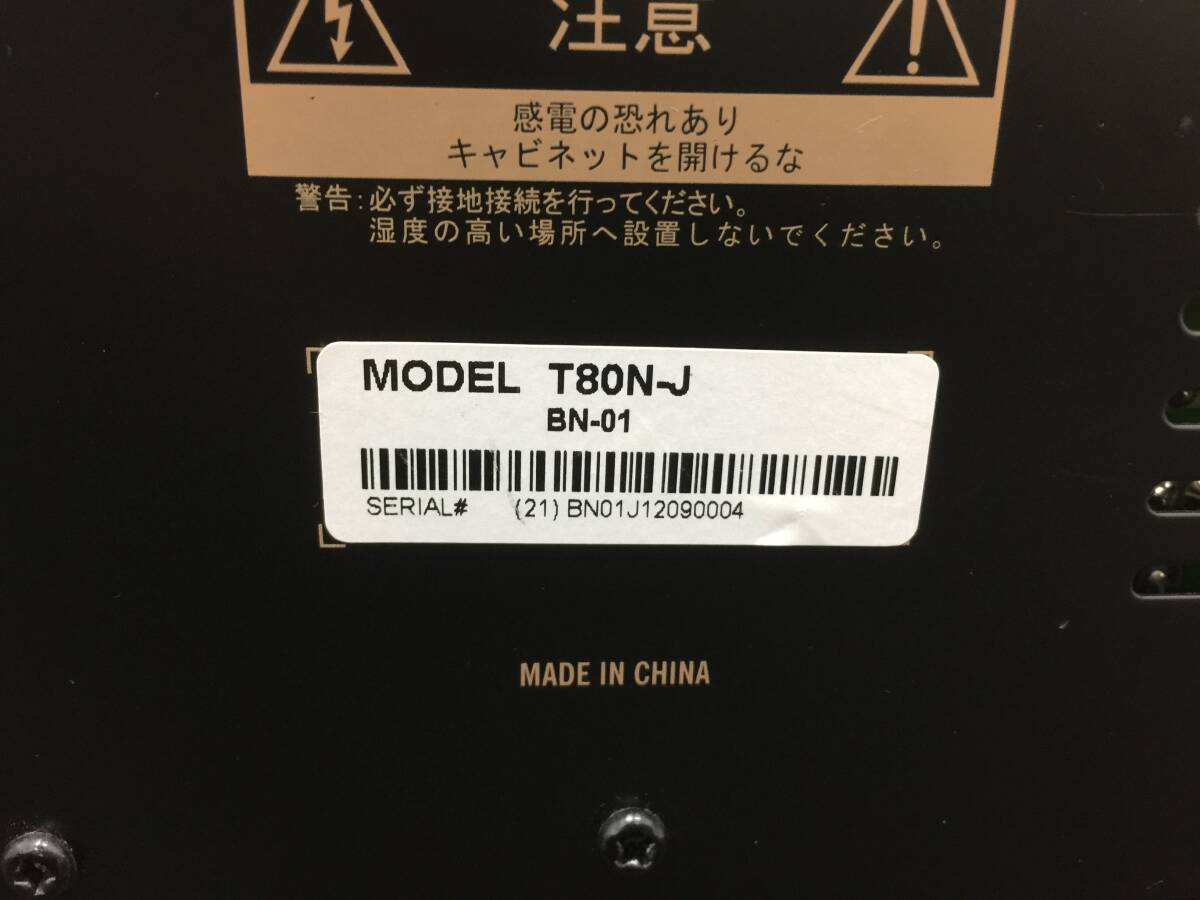 注意
感電の恐れあり
キャビネットを開けるな
警告:必ず接地接続を行ってください。
湿度の高い場所へ設置しないでください。
MODEL T80N-J
BN-01
SERIAL# (21)BN01J12090004
MADE IN CHINA